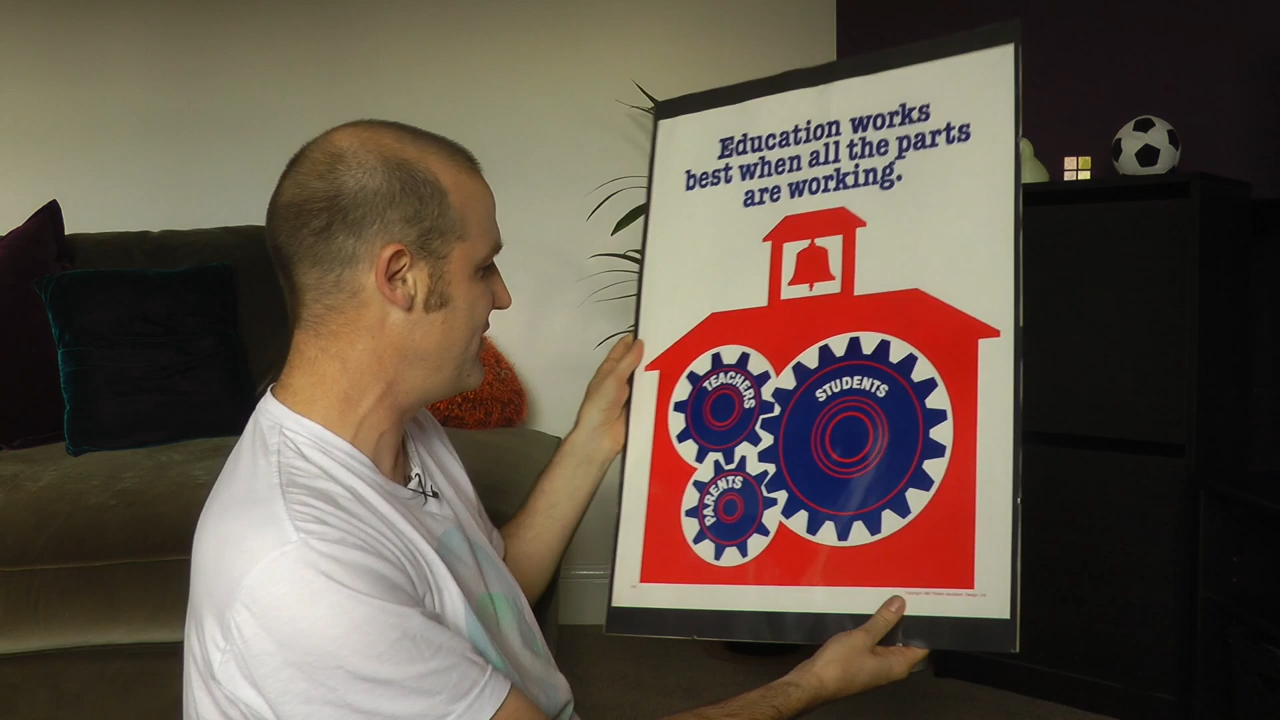 Education works
best when all the parts
are working.
TEACHERS
STUDENTS
PARENTS